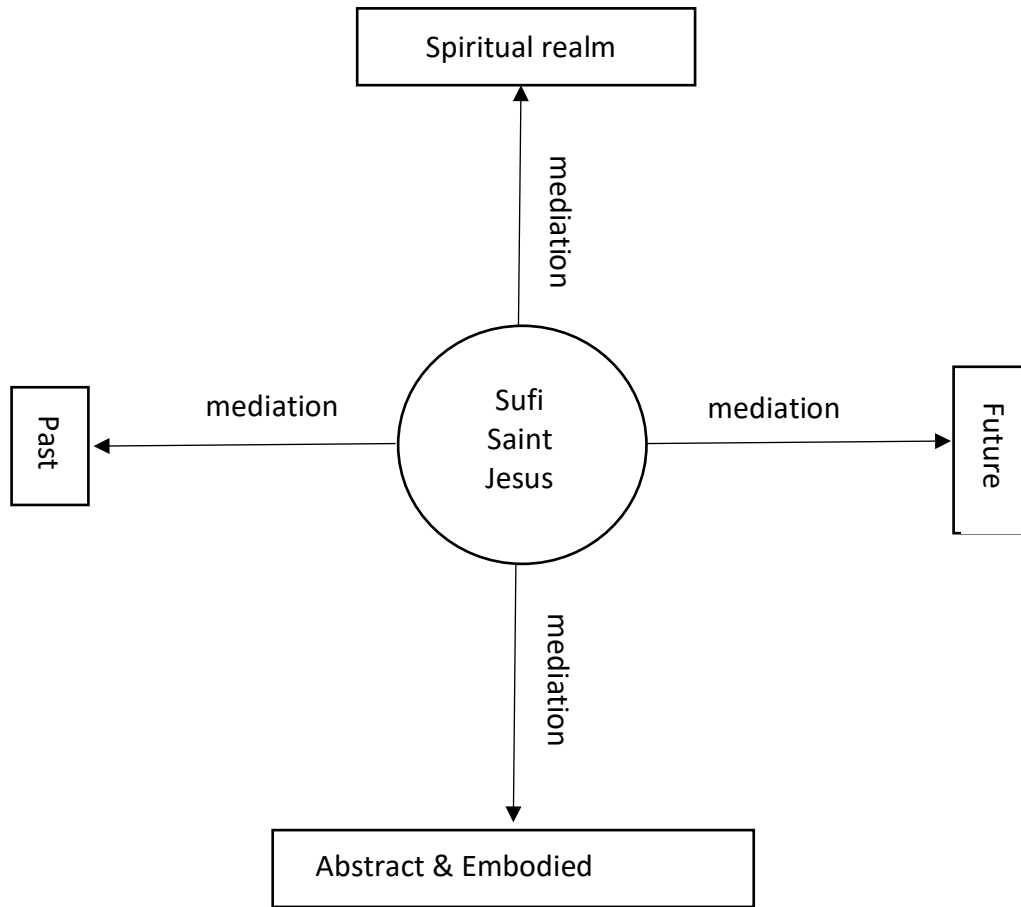 Spiritual realm
mediation
Past
mediation
Sufi
Saint
Jesus
mediation
Future
mediation
Abstract & Embodied